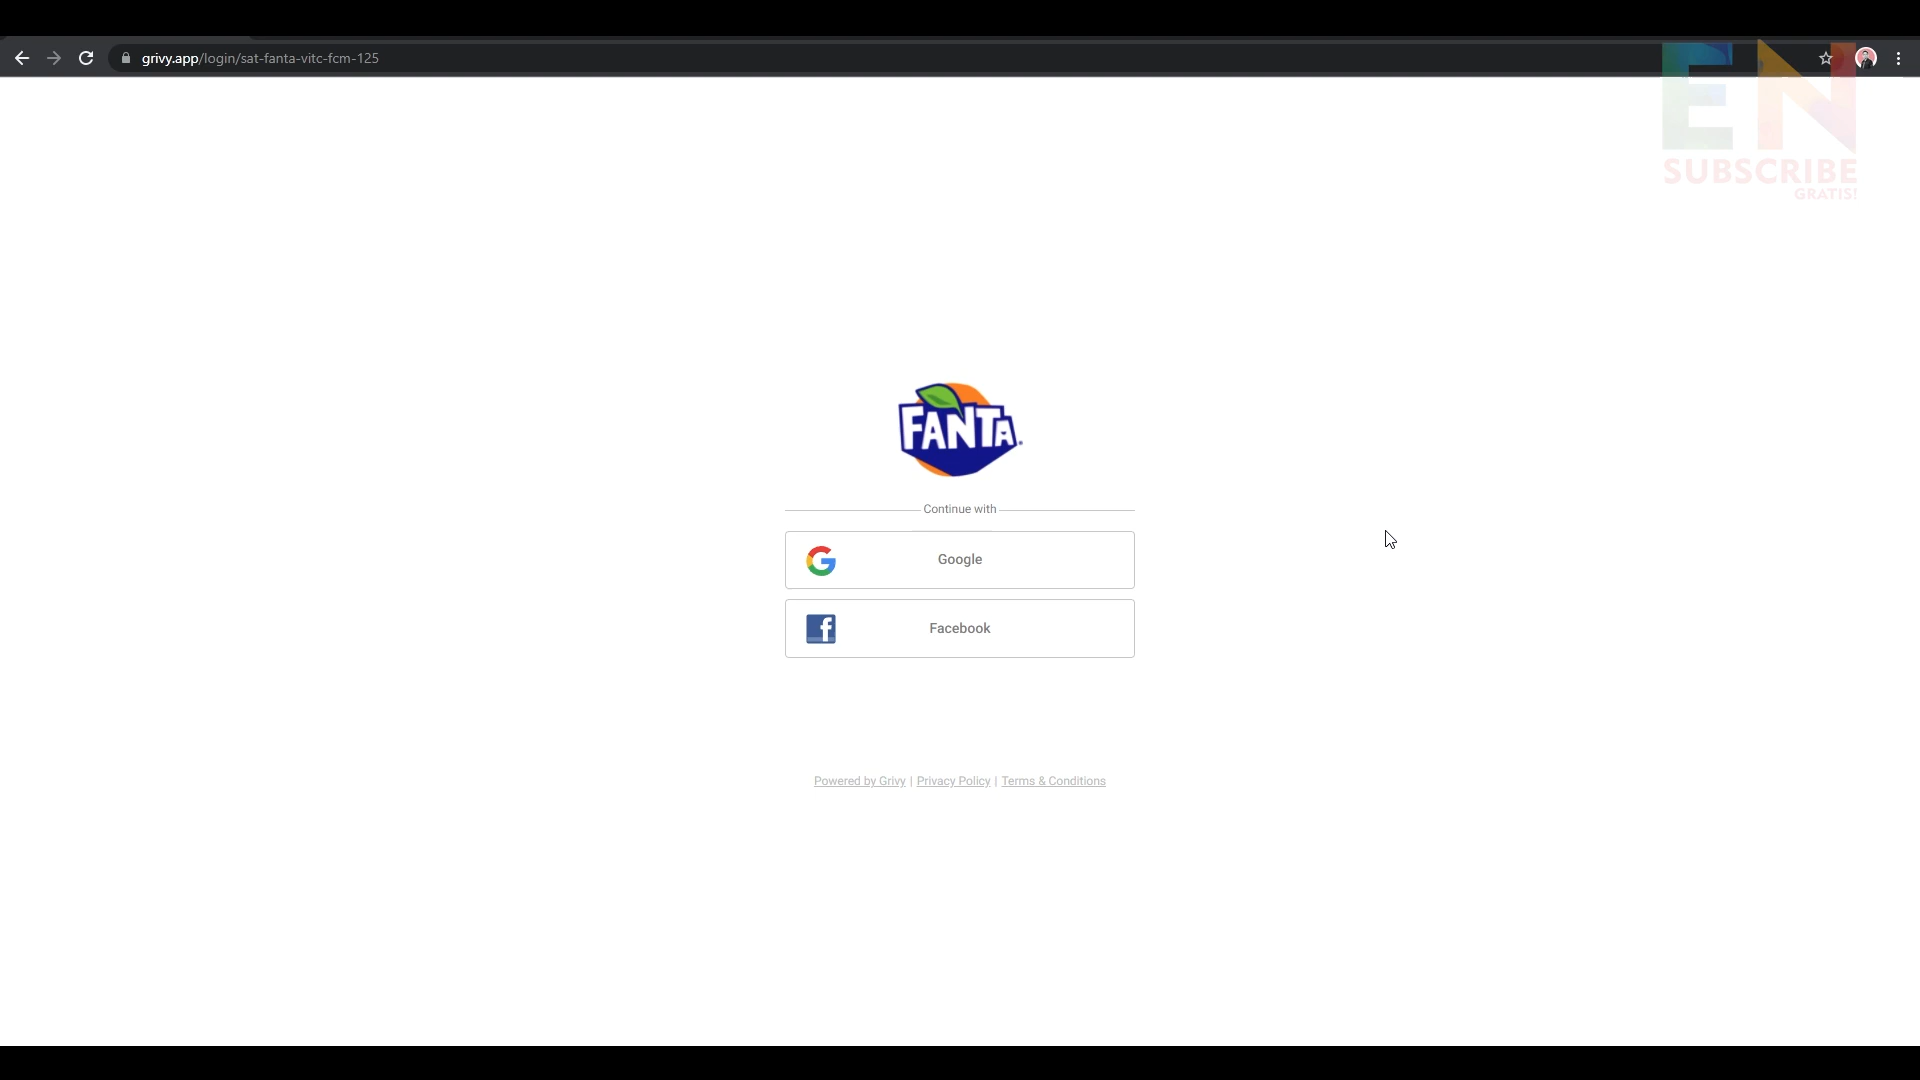 grivy.app/login/sat-fanta-vitc-fcm-125
EN
SUBSCRIBE
GRATIS!
FANTA
Continue with
Google
Facebook
Powered by Grivy | Privacy Policy | Terms & Conditions